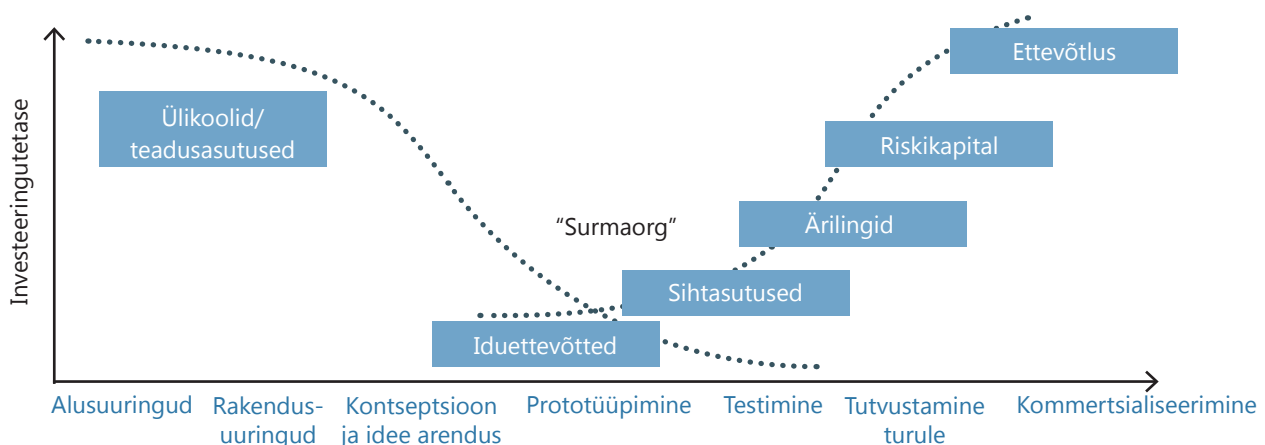 Investeeringutetase
Ülikoolid/
teadusasutused
Ettevõtlus
Riskikapital
Ärilingid
"Surmaorg"
Sihtasutused
Iduettevõtted
Alusuuringud
Rakendus-
uuringud
Kontseptsioon
ja idee arendus
Prototüüpimine
Testimine
Tutvustamine
turule
Kommertsialiseerimine